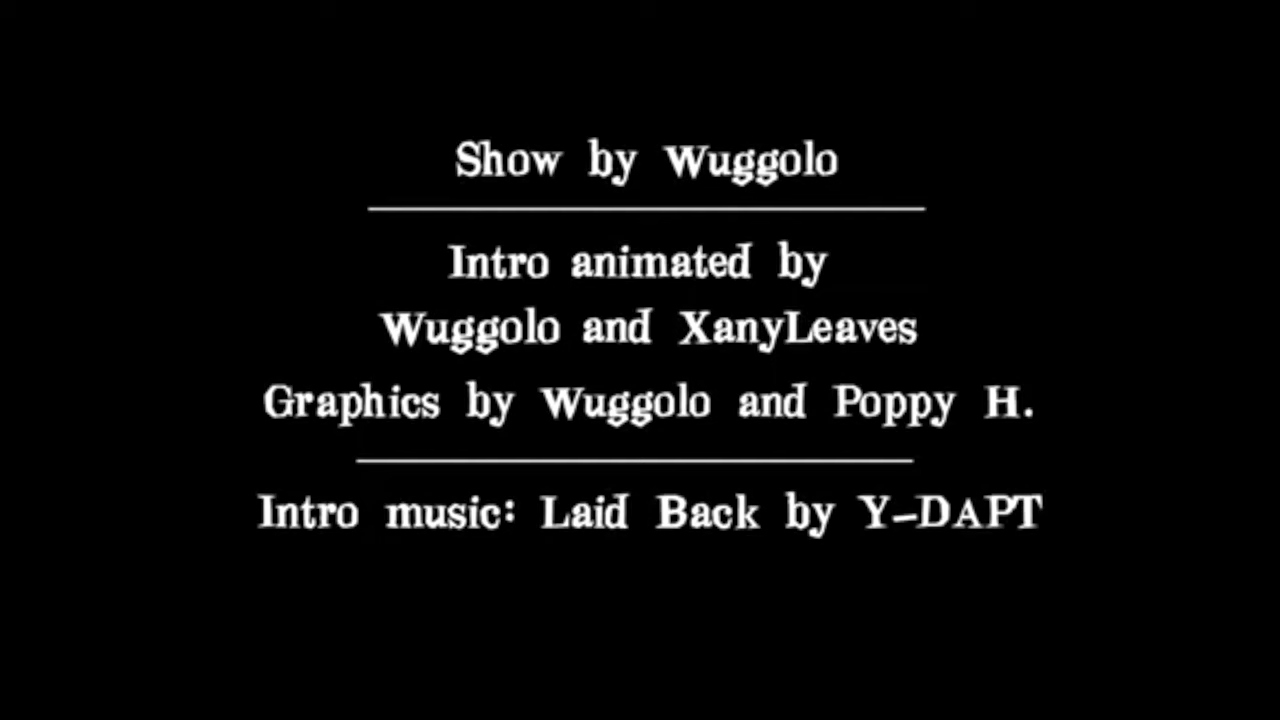 Show by Wuggolo
Intro animated by
Wuggolo and XanyLeaves
Graphics by Wuggolo and Poppy H.
Intro music: Laid Back by Y-DAPT